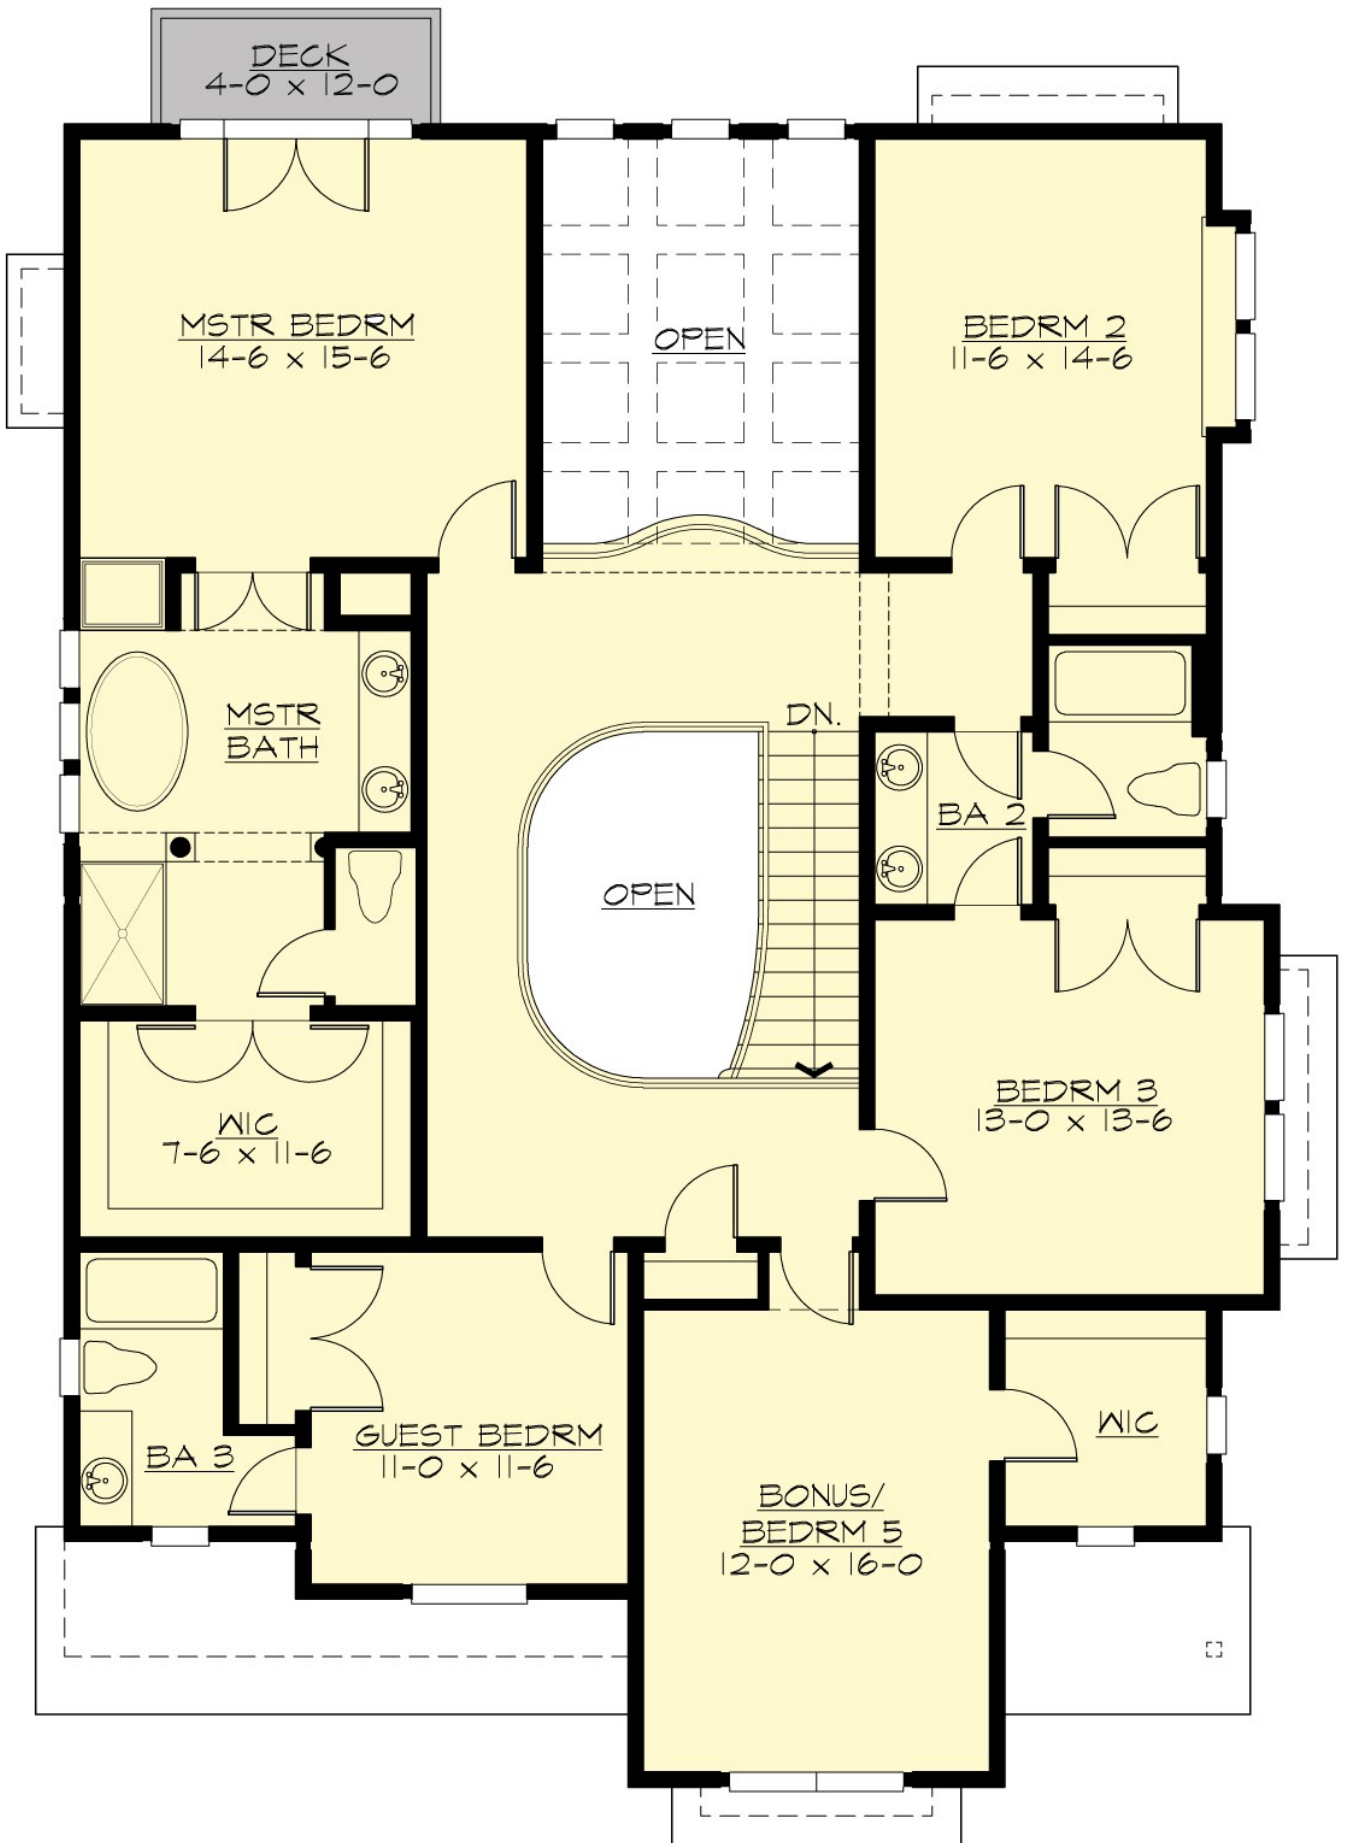 DECK
4-0 x 12-0
MSTR BEDRM
14-6 x 15-6
OPEN
BEDRM 2
11-6 x 14-6
MSTR
BATH
DN.
BA 2
OPEN
BEDRM 3
13-0 x 13-6
WIC
7-6 x 11-6
BA 3
GUEST BEDRM
11-0 x 11-6
WIC
BONUS/
BEDRM 5
12-0 x 16-0